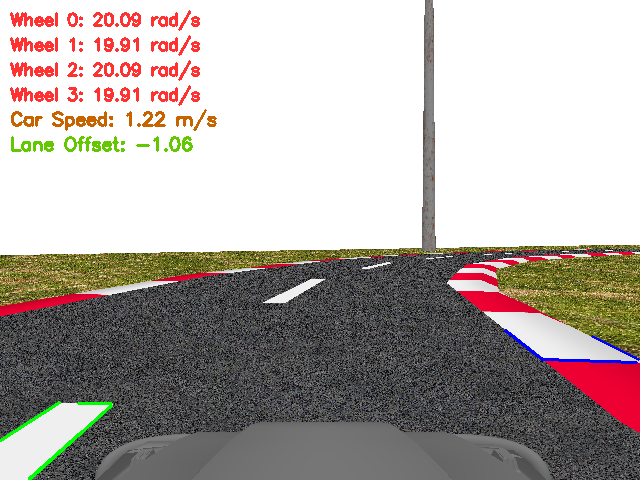 Wheel 0: 20.09 rad/s
Wheel 1: 19.91 rad/s
Wheel 2: 20.09 rad/s
Wheel 3: 19.91 rad/s
Car Speed: 1.22 m/s
Lane Offset: -1.06